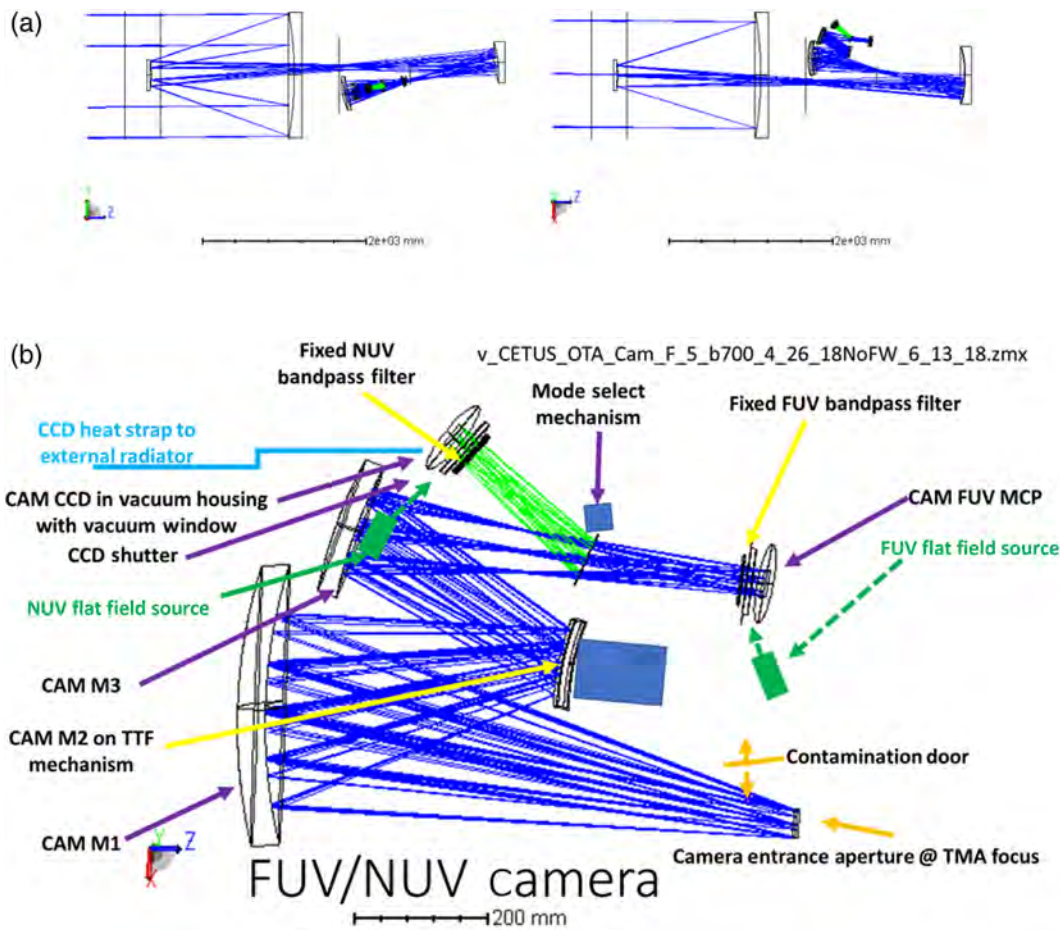 (a)
Y
Z
X
2e+03 mm
Z
X
2e+03 mm
(b)
v_CETUS_OTA_Cam_F_5_b700_4_26_18NoFW_6_13_18.zmx
Fixed NUV
bandpass filter
Mode select
mechanism
Fixed FUV bandpass filter
CCD heat strap to
external radiator
CAM CCD in vacuum housing
with vacuum window
CCD shutter
CAM FUV MCP
FUV flat field source
NUV flat field source
CAM M3
CAM M2 on TTF
mechanism
Contamination door
CAM M1
Y
Z
X
Camera entrance aperture @ TMA focus
FUV/NUV camera
200 mm